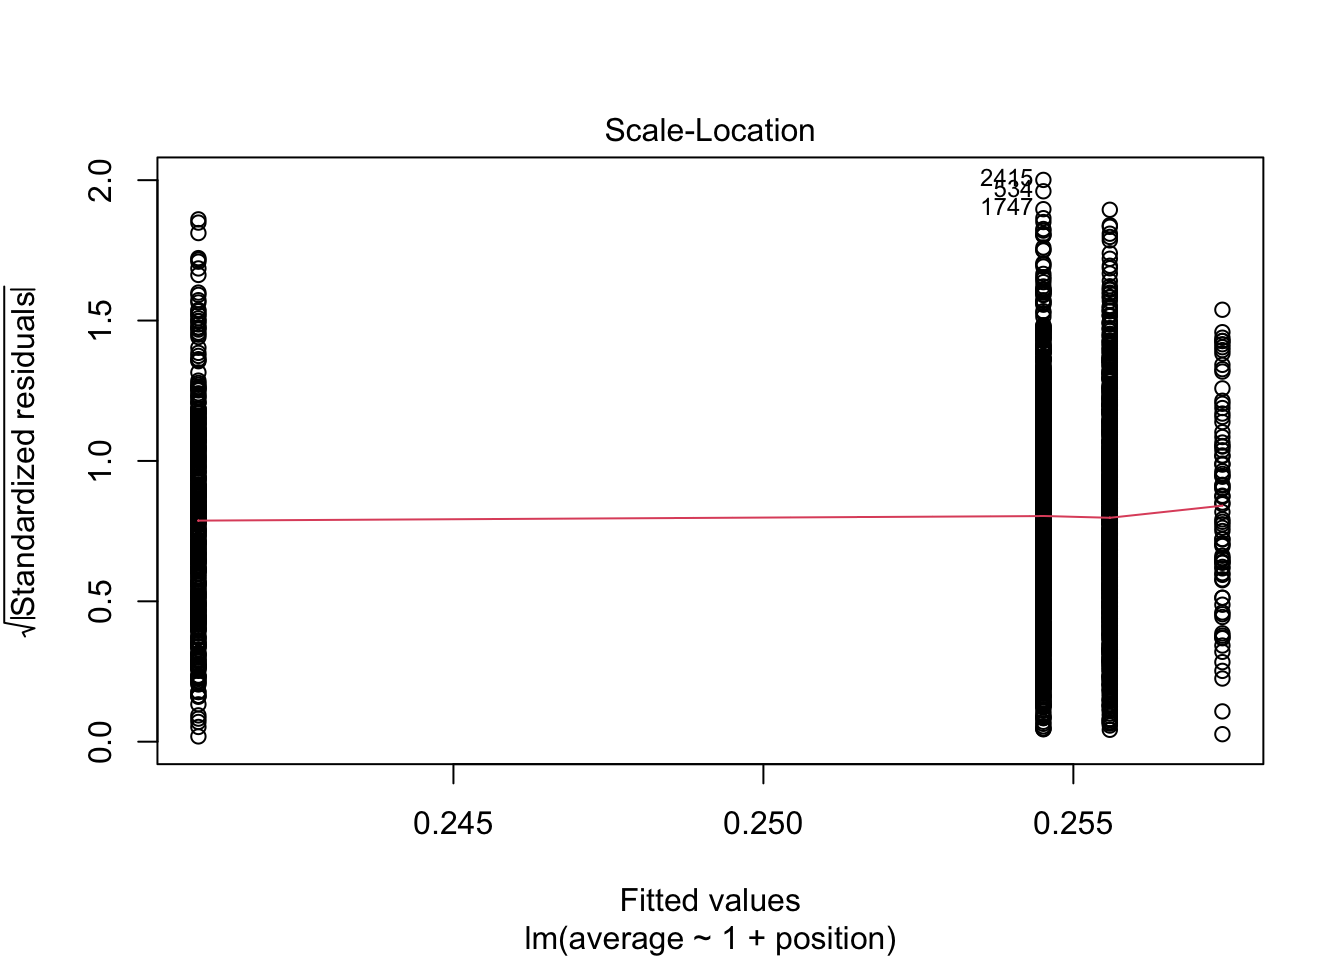 Scale-Location
2415
534
1747
√|Standardized residuals|
2.0
1.5
1.0
0.5
0.0
0.245 0.250 0.255
Fitted values
lm(average ~ 1 + position)